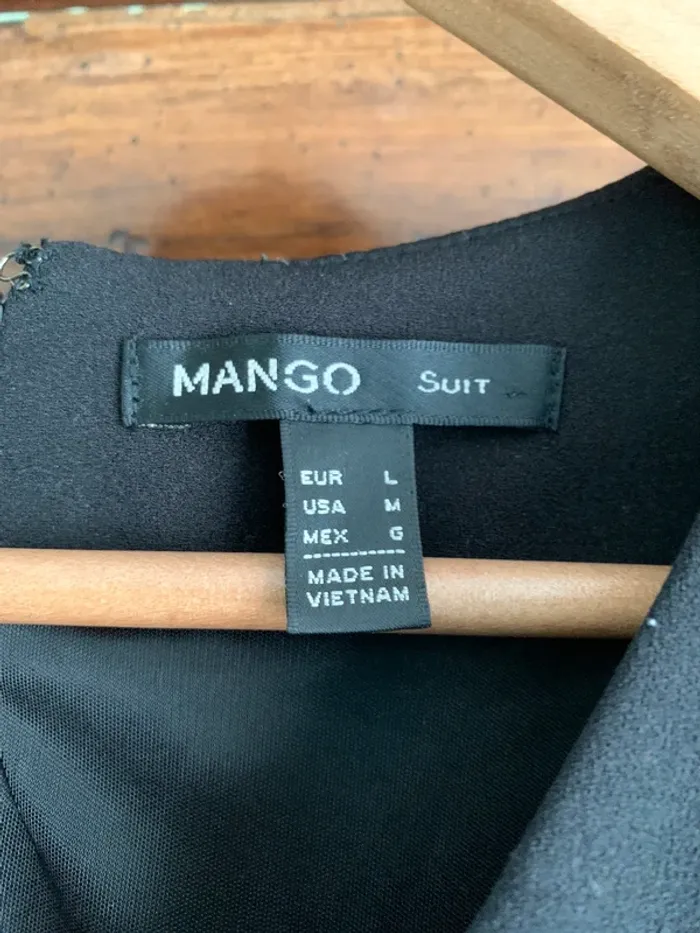 MANGO SUIT
EUR L
USA M
MEX G
MADE IN
VIETNAM